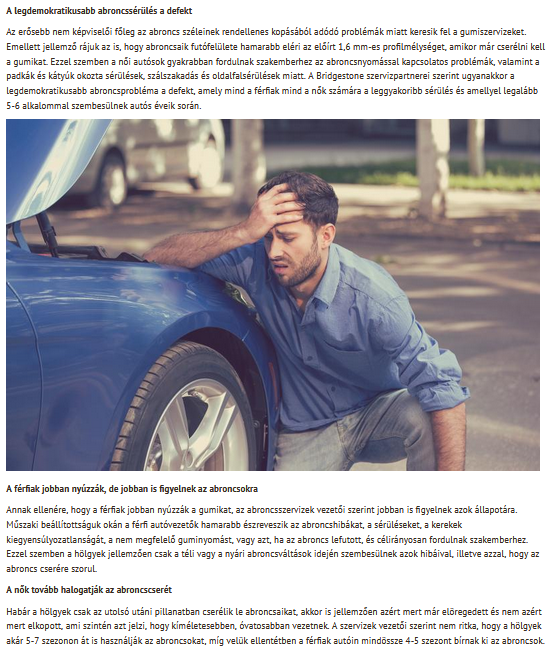 A legdemokratikusabb abroncssérülés a defekt
Az erősebb nem képviselői főleg az abroncs széleinek rendellenes kopásából adódó problémák miatt keresik fel a gumiszervizeket.
Emellett jellemző rájuk az is, hogy abroncsaik futófelülete hamarabb eléri az előírt 1,6 mm-es profilmélységet, amikor már cserélni kell
a gumikat. Ezzel szemben a női autósok gyakrabban fordulnak szakemberhez az abroncsnyomással kapcsolatos problémák, valamint a
padkák és kátyúk okozta sérülések, szálszakadás és oldalfalsérülések miatt. A Bridgestone szervizpartnerei szerint ugyanakkor a
legdemokratikusabb abroncsprobléma a defekt, amely mind a férfiak mind a nők számára a leggyakoribb sérülés és amellyel legalább
5-6 alkalommal szembesülnek autós éveik során.
A férfiak jobban nyúzzák, de jobban is figyelnek az abroncsokra
Annak ellenére, hogy a férfiak jobban nyúzzák a gumikat, az abroncsszervizek vezetői szerint jobban is figyelnek azok állapotára.
Műszaki beállítottságuk okán a férfi autóvezetők hamarabb észreveszik az abroncshibákat, a sérüléseket, a kerekek
kiegyensúlyozatlanságát, a nem megfelelő guminyomást, vagy azt, ha az abroncs lefutott, és célirányosan fordulnak szakemberhez.
Ezzel szemben a hölgyek jellemzően csak a téli vagy a nyári abroncsváltások idején szembesülnek azok hibáival, illetve azzal, hogy az
abroncs cserére szorul.
A nők tovább halogatják az abroncscserét
Habár a hölgyek csak az utolsó utáni pillanatban cserélik le abroncsaikat, akkor is jellemzően azért mert már elöregedett és nem azért
mert elkopott, ami szintén azt jelzi, hogy kíméletesebben, óvatosabban vezetnek. A szervizek vezetői szerint nem ritka, hogy a hölgyek
akár 5-7 szezonon át is használják az abroncsokat, míg velük ellentétben a férfiak autóin mindössze 4-5 szezont bírnak ki az abroncsok.